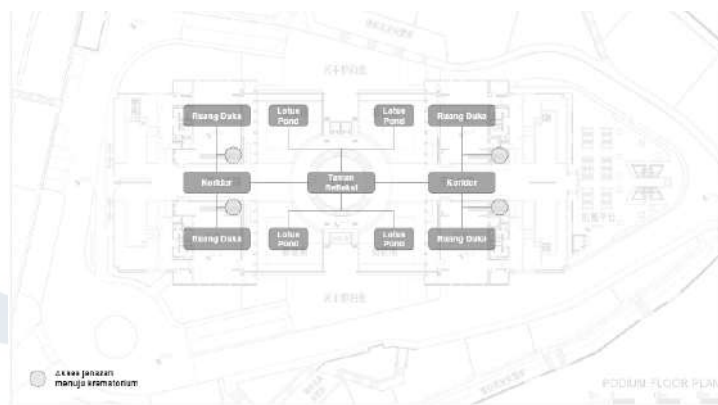 Ruang Duka
Lotus
Pond
Lotus
Pond
Ruang Duka
Koridor
Taman
Refleksi
Koridor
Ruang Duka
Lotus
Pond
Lotus
Pond
Ruang Duka
Akses jenazah
menuju krematorium
PODIUM FLOOR PLAN